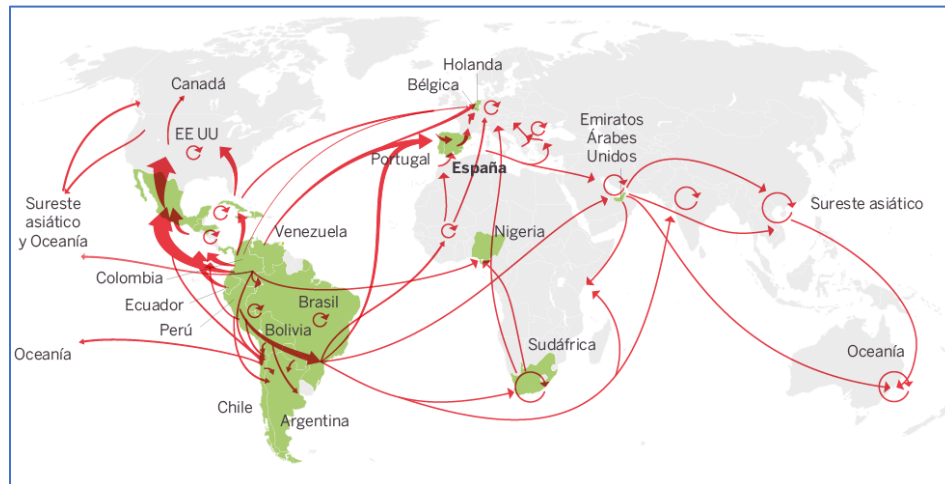 Holanda
Bélgica
Canadá
EE UU
Emiratos
Árabes
Unidos
Portugal
España
Sureste
asiático
y Oceanía
Sureste asiático
Venezuela
Nigeria
Colombia
Ecuador
Brasil
Perú
Bolivia
Sudáfrica
Oceanía
Oceanía
Chile
Argentina